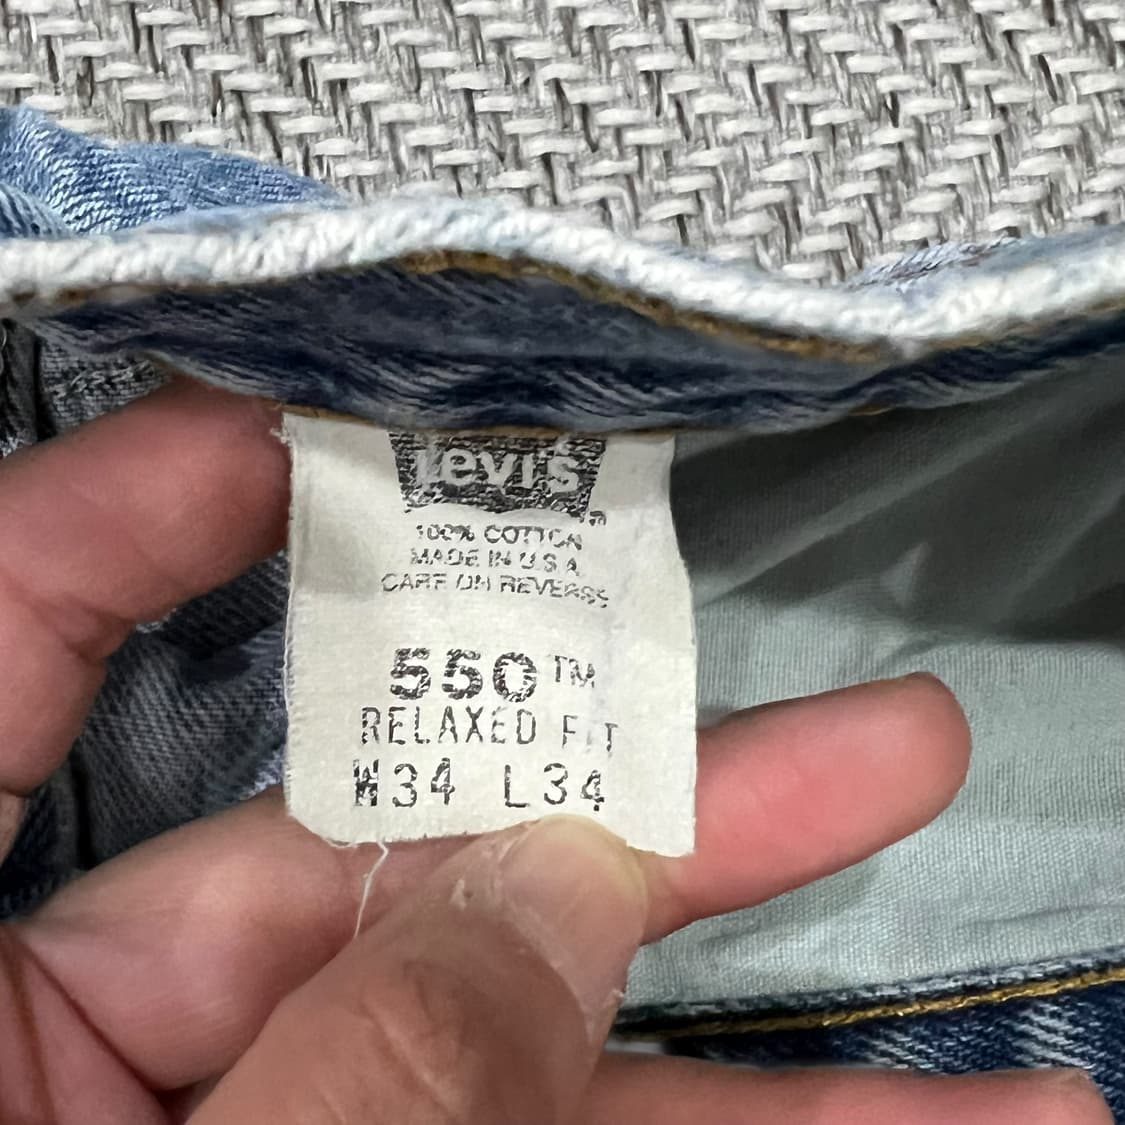 Levi's
®
100% COTTON
MADE IN U.S.A.
CARE ON REVERSE
550™
RELAXED FIT
W34 L34